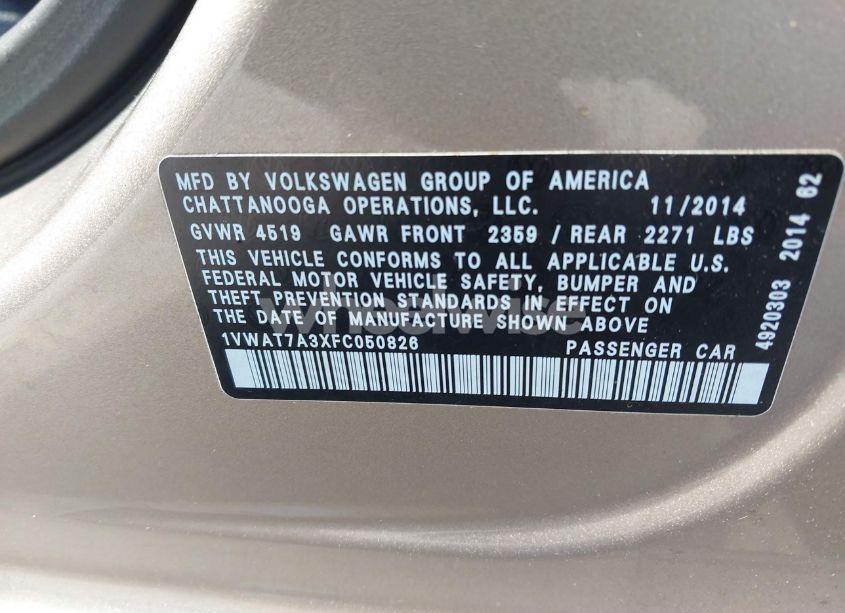 MFD BY VOLKSWAGEN GROUP OF AMERICA
CHATTANOOGA OPERATIONS, LLC. 11/2014
GVWR 4519 GAWR FRONT 2359 / REAR 2271 LBS
THIS VEHICLE CONFORMS TO ALL APPLICABLE U.S.
FEDERAL MOTOR VEHICLE SAFETY, BUMPER AND
THEFT PREVENTION STANDARDS IN EFFECT ON
THE DATE OF MANUFACTURE SHOWN ABOVE
1VWAT7A3XFC050826 PASSENGER CAR
4920303 2014 62